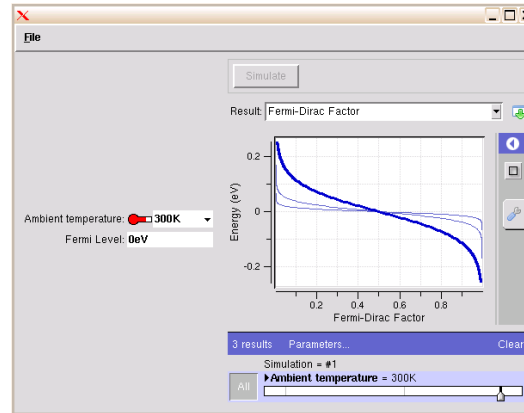 File
Simulate
Result: Fermi-Dirac Factor
Ambient temperature: 300K
Fermi Level: 0eV
Energy (eV)
0.2
0
-0.2
0.2 0.4 0.6 0.8
Fermi-Dirac Factor
3 results Parameters... Clear
Simulation = #1
All
Ambient temperature = 300K